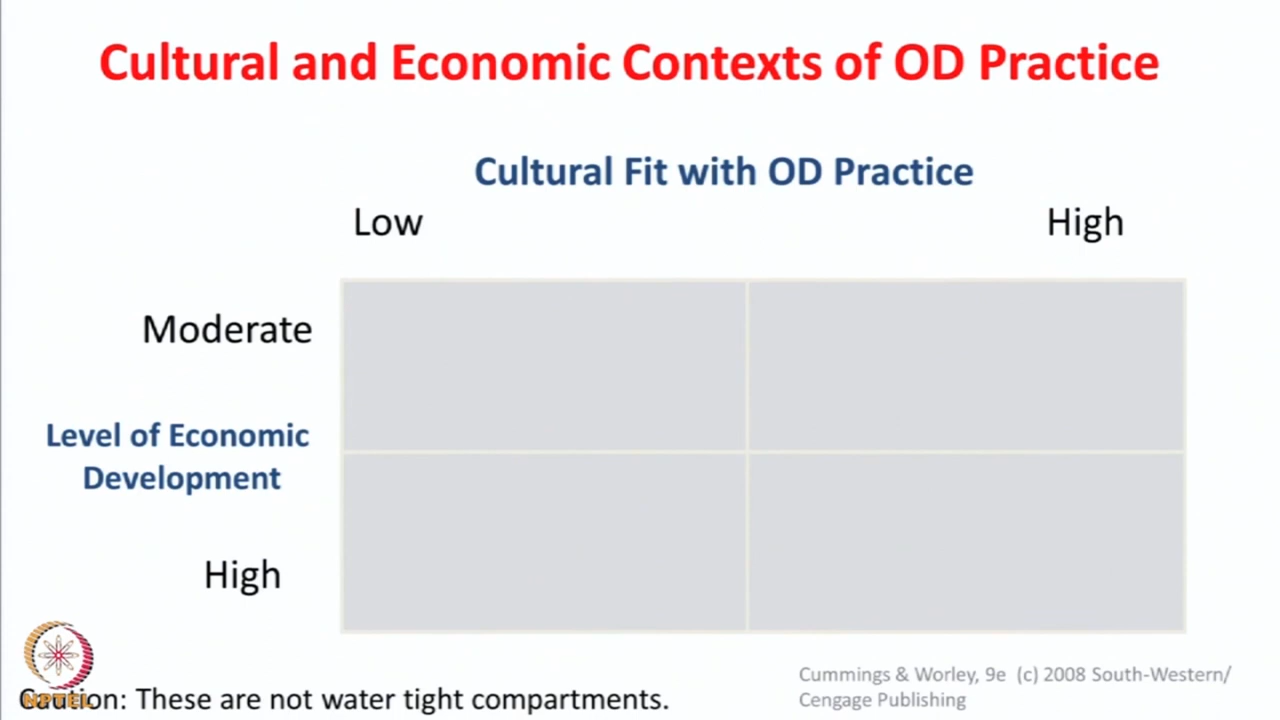 Cultural and Economic Contexts of OD Practice
Cultural Fit with OD Practice
Low
High
Moderate
Level of Economic
Development
High
NPTEL
Caution: These are not water tight compartments.
Cummings & Worley, 9e (c) 2008 South-Western/
Cengage Publishing